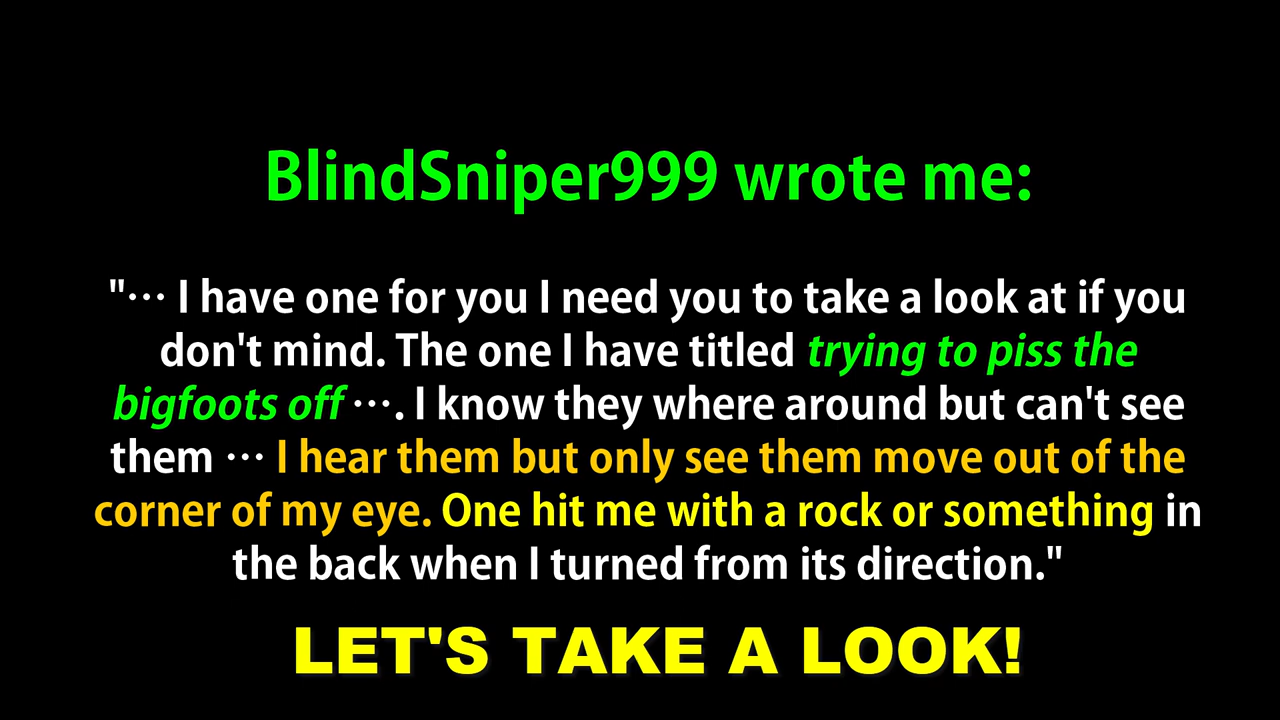 BlindSniper999 wrote me:
"··· I have one for you I need you to take a look at if you
don't mind. The one I have titled trying to piss the
bigfoots off ···. I know they where around but can't see
them ··· I hear them but only see them move out of the
corner of my eye. One hit me with a rock or something in
the back when I turned from its direction."
LET'S TAKE A LOOK!